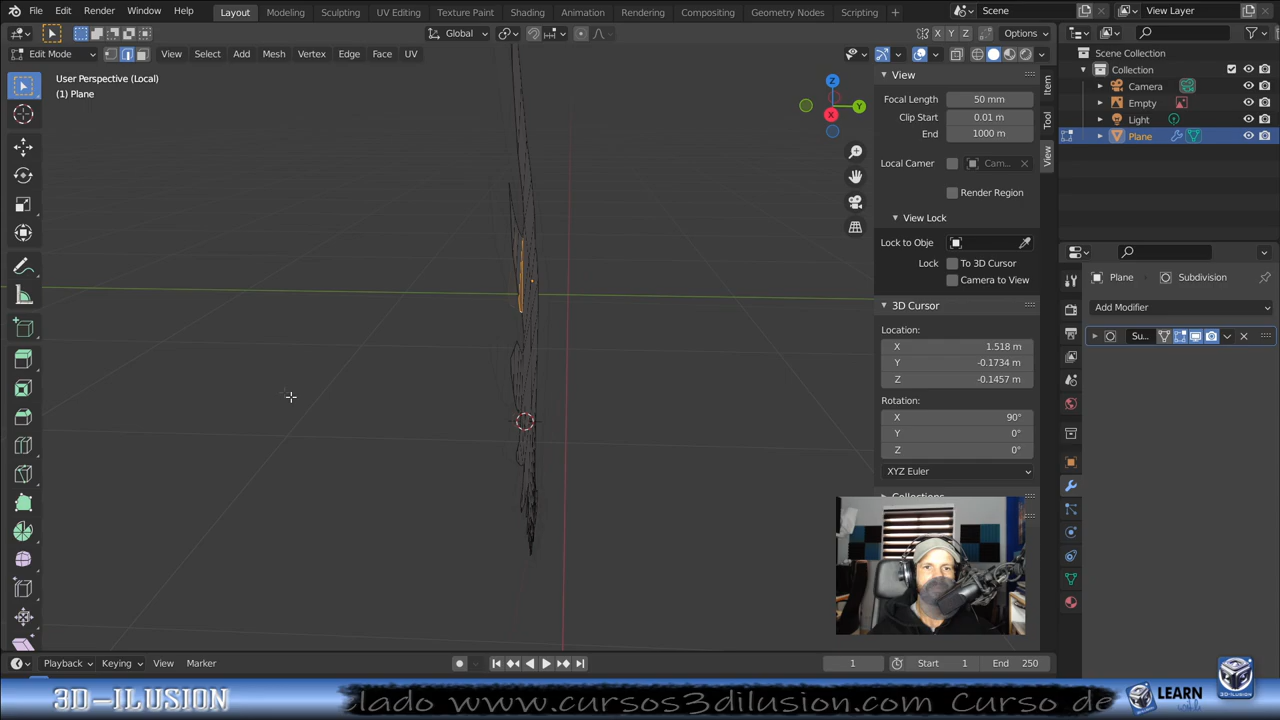 File Edit Render Window Help Layout Modeling Sculpting UV Editing Texture Paint Shading Animation Rendering Compositing Geometry Nodes Scripting + Scene View Layer
Global X Y Z Options
Edit Mode View Select Add Mesh Vertex Edge Face UV
User Perspective (Local)
(1) Plane
Z
Y
X
View
Focal Length 50 mm
Clip Start 0.01 m
End 1000 m
Local Camer Cam...
Render Region
View Lock
Lock to Obje
Lock To 3D Cursor
Camera to View
3D Cursor
Location:
X 1.518 m
Y -0.1734 m
Z -0.1457 m
Rotation:
X 90°
Y 0°
Z 0°
XYZ Euler
Item
Tool
View
Scene Collection
Collection
Camera
Empty
Light
Plane
Plane Subdivision
Add Modifier
Su...
Playback Keying View Marker 1 Start 1 End 250
3D-ILUSION lado www.cursos3dilusion.com Curso de LEARN